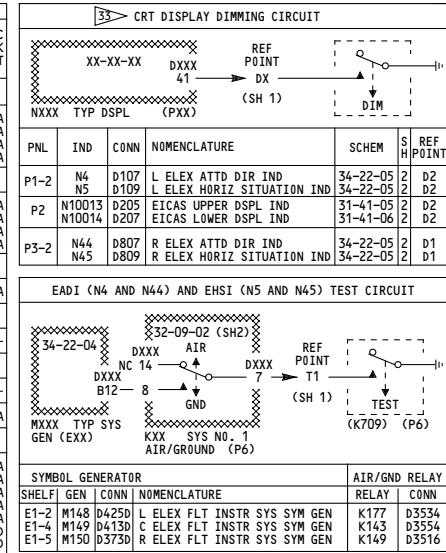 33 CRT DISPLAY DIMMING CIRCUIT
XX-XX-XX
DXXX
41
REF
POINT
DX
(SH 1)
DIM
NXXX TYP DSPL (PXX)
PNL IND CONN NOMENCLATURE SCHEM SH REF POINT
P1-2 N4 D107 L ELEX ATTD DIR IND 34-22-05 2 D2
N5 D109 L ELEX HORIZ SITUATION IND 34-22-05 2 D2
P2 N10013 D205 EICAS UPPER DSPL IND 31-41-05 2 D2
N10014 D207 EICAS LOWER DSPL IND 31-41-06 2 D2
P3-2 N44 D807 R ELEX ATTD DIR IND 34-22-05 2 D1
N45 D809 R ELEX HORIZ SITUATION IND 34-22-05 2 D1
EADI (N4 AND N44) AND EHSI (N5 AND N45) TEST CIRCUIT
34-22-04
DXXX
NC 14
DXXX
B12 8
MXXX TYP SYS
GEN (EXX)
32-09-02 (SH2)
AIR
GND
DXXX
7
KXX SYS NO. 1
AIR/GROUND (P6)
REF
POINT
T1
(SH 1)
TEST
(K709) (P6)
SYMBOL GENERATOR AIR/GND RELAY
SHELF GEN CONN NOMENCLATURE RELAY CONN
E1-2 M148 D425D L ELEX FLT INSTR SYS SYM GEN K177 D3534
E1-4 M149 D413D C ELEX FLT INSTR SYS SYM GEN K143 D3554
E1-5 M150 D373D R ELEX FLT INSTR SYS SYM GEN K149 D3516